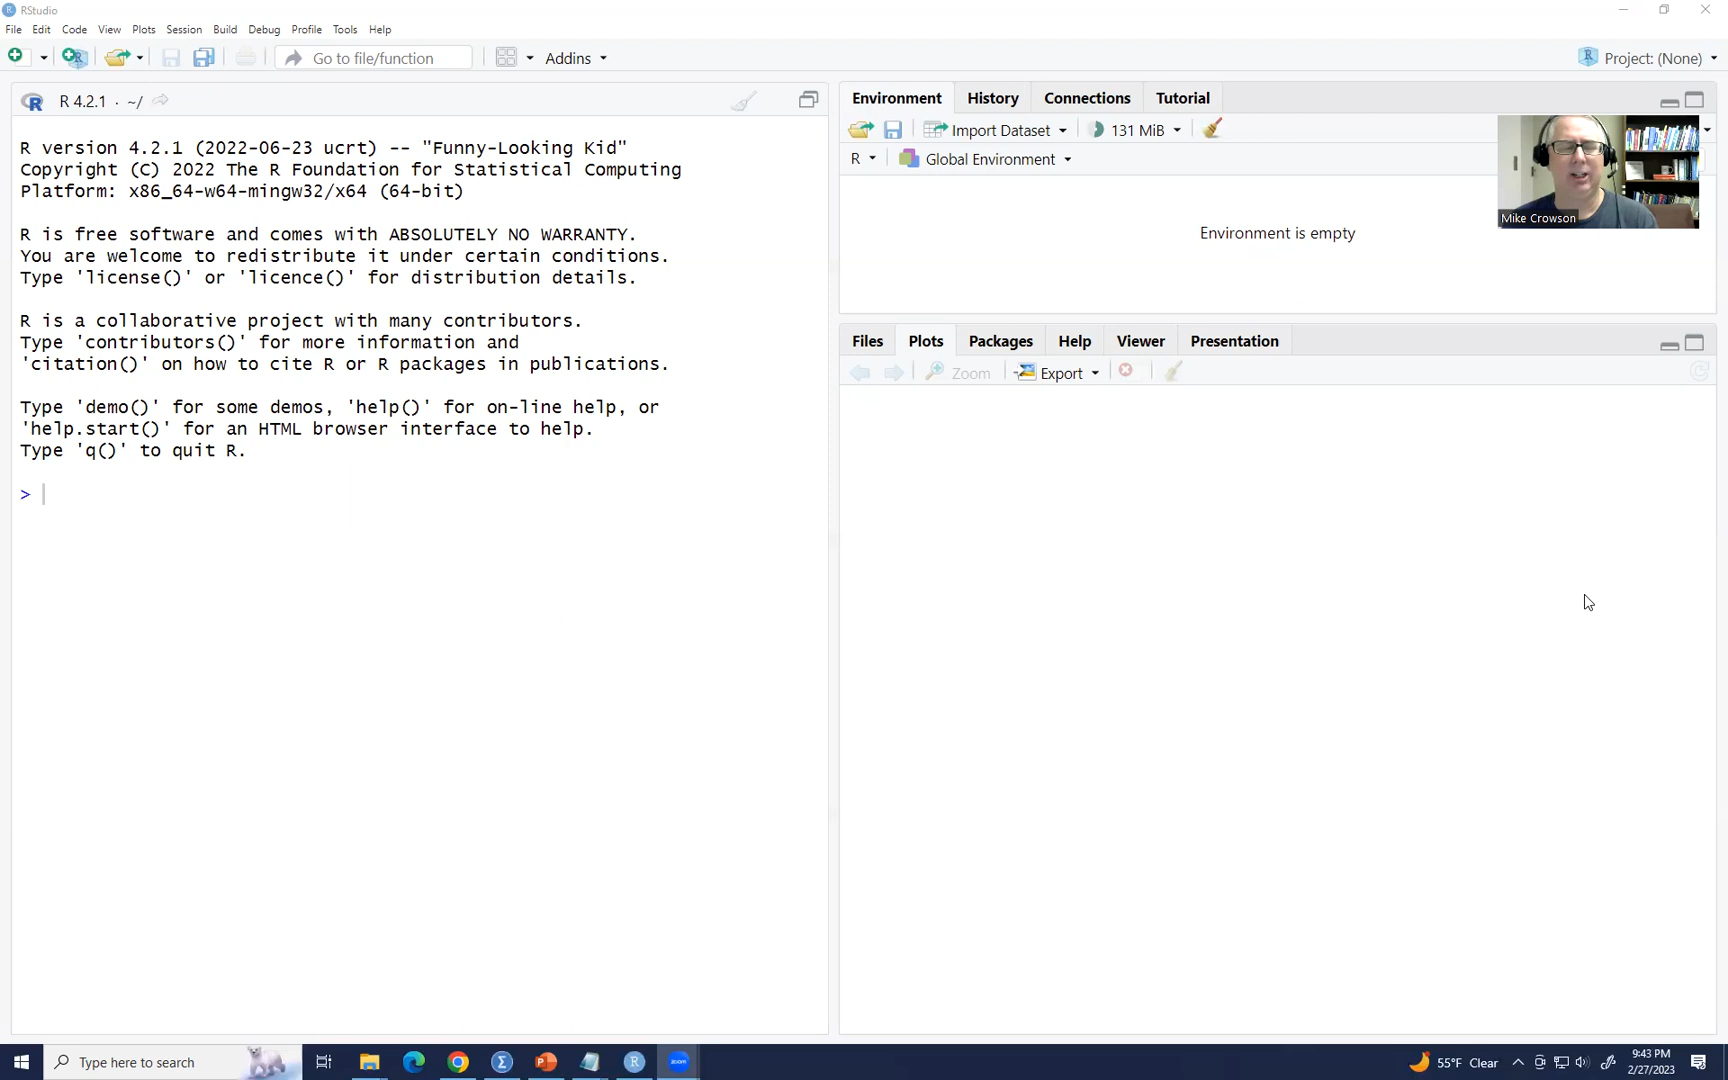 RStudio
File Edit Code View Plots Session Build Debug Profile Tools Help
Go to file/function Addins Project: (None)
R 4.2.1 · ~/
R version 4.2.1 (2022-06-23 ucrt) -- "Funny-Looking Kid"
Copyright (C) 2022 The R Foundation for Statistical Computing
Platform: x86_64-w64-mingw32/x64 (64-bit)
R is free software and comes with ABSOLUTELY NO WARRANTY.
You are welcome to redistribute it under certain conditions.
Type 'license()' or 'licence()' for distribution details.
R is a collaborative project with many contributors.
Type 'contributors()' for more information and
'citation()' on how to cite R or R packages in publications.
Type 'demo()' for some demos, 'help()' for on-line help, or
'help.start()' for an HTML browser interface to help.
Type 'q()' to quit R.
>
Environment History Connections Tutorial
Import Dataset 131 MiB
R Global Environment
Mike Crowson
Environment is empty
Files Plots Packages Help Viewer Presentation
Zoom Export
Type here to search
zoom
55°F Clear
9:43 PM
2/27/2023